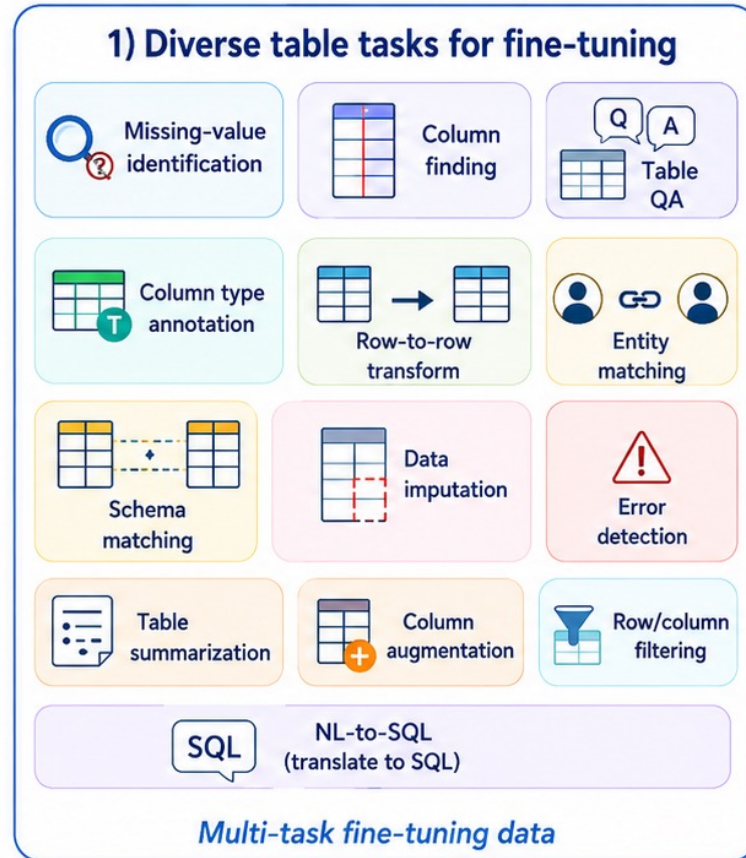 1) Diverse table tasks for fine-tuning
?
Missing-value
identification
Column
finding
Q
A
Table
QA
T
Column type
annotation
Row-to-row
transform
Entity
matching
Schema
matching
Data
imputation
!
Error
detection
Table
summarization
+
Column
augmentation
Row/column
filtering
SQL
NL-to-SQL
(translate to SQL)
Multi-task fine-tuning data